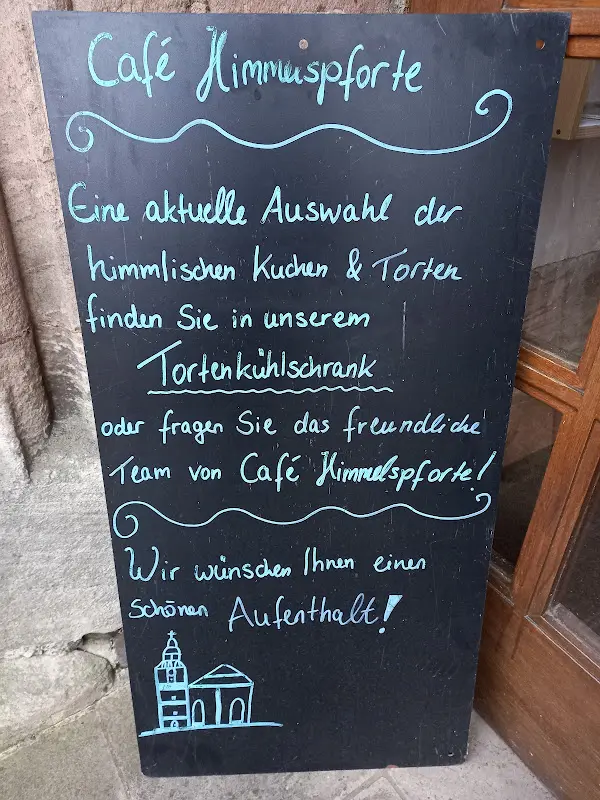 Café Himmelspforte
Eine aktuelle Auswahl der
himmlischen Kuchen & Torten
finden Sie in unserem
Tortenkühlschrank
oder fragen Sie das freundliche
Team von Café Himmelspforte!
Wir wünschen Ihnen einen
schönen Aufenthalt!